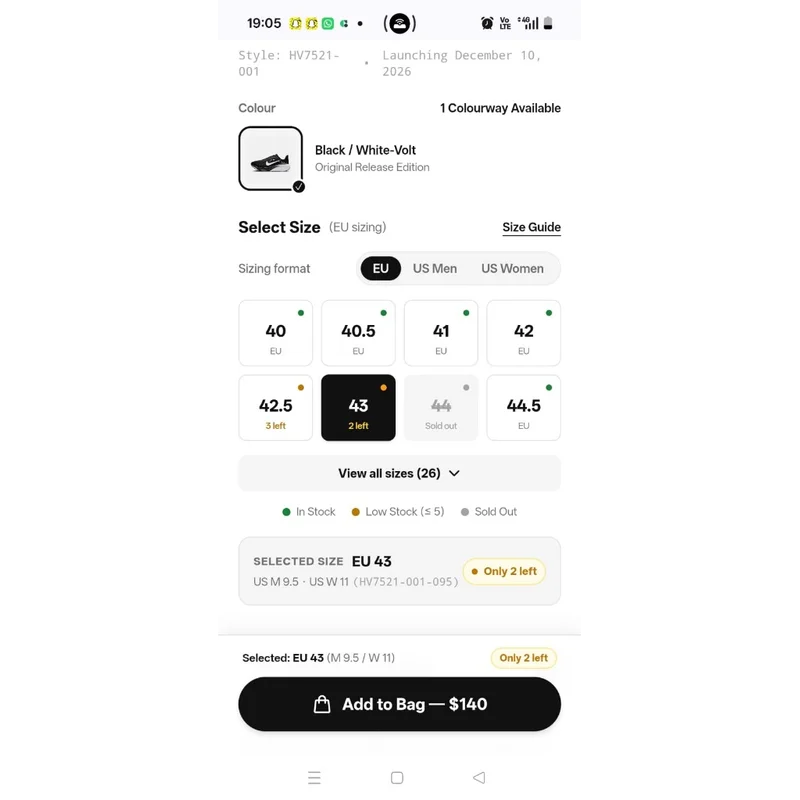 19:05
Vo
LTE
4G
Style: HV7521-
001
•
Launching December 10,
2026
Colour
1 Colourway Available
Black / White-Volt
Original Release Edition
Select Size (EU sizing)
Size Guide
Sizing format
EU US Men US Women
40 40.5 41 42
EU EU EU EU
42.5 43 44 44.5
3 left 2 left Sold out EU
View all sizes (26)
In Stock Low Stock (≤ 5) Sold Out
SELECTED SIZE EU 43
US M 9.5 · US W 11 (HV7521-001-095)
Only 2 left
Selected: EU 43 (M 9.5 / W 11)
Only 2 left
Add to Bag — $140